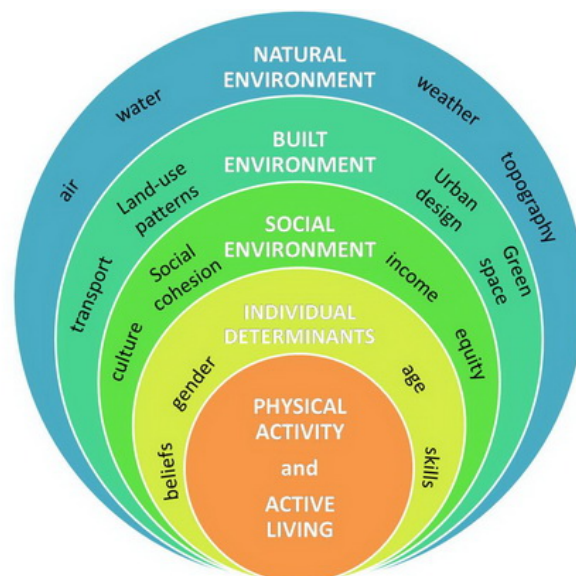 NATURAL
ENVIRONMENT
water
weather
air
topography
BUILT
ENVIRONMENT
Land-use
patterns
Urban
design
transport
Green
space
SOCIAL
ENVIRONMENT
Social
cohesion
income
culture
equity
INDIVIDUAL
DETERMINANTS
gender
age
beliefs
skills
PHYSICAL
ACTIVITY
and
ACTIVE
LIVING